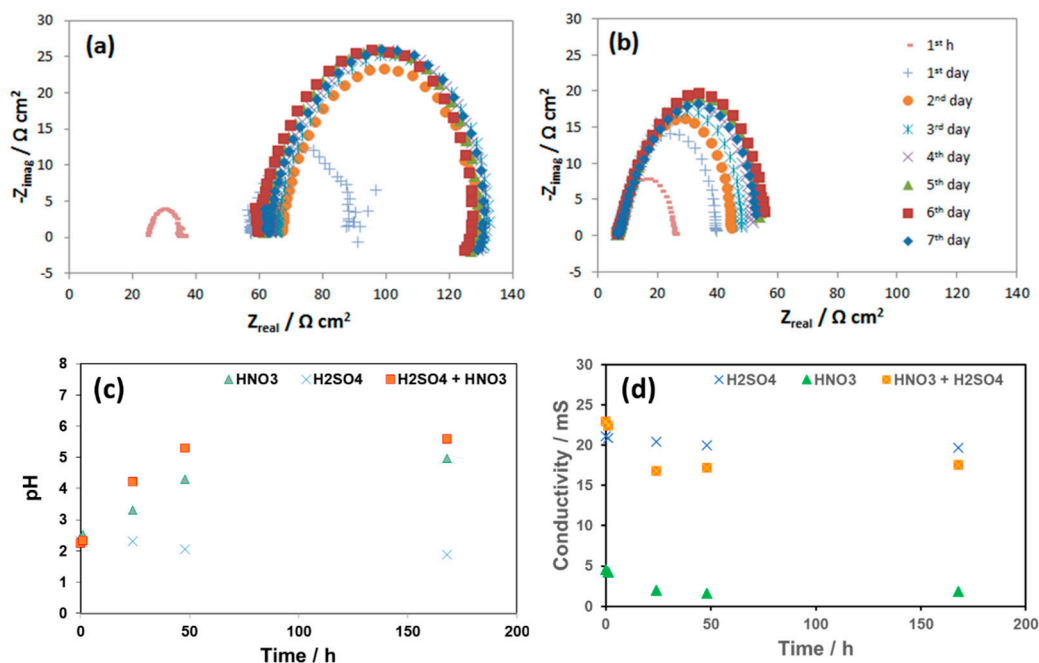 (a)
30
25
20
15
10
5
0
-5
-Zimag / Ω cm²
0 20 40 60 80 100 120 140
Zreal / Ω cm²
(b)
30
25
20
15
10
5
0
-5
-Zimag / Ω cm²
0 20 40 60 80 100 120 140
Zreal / Ω cm²
1st h
1st day
2nd day
3rd day
4th day
5th day
6th day
7th day
(c)
HNO3 H2SO4 H2SO4 + HNO3
8
7
6
5
4
3
2
1
0
pH
0 50 100 150 200
Time / h
(d)
H2SO4 HNO3 HNO3 + H2SO4
30
25
20
15
10
5
0
Conductivity / mS
0 50 100 150 200
Time / h